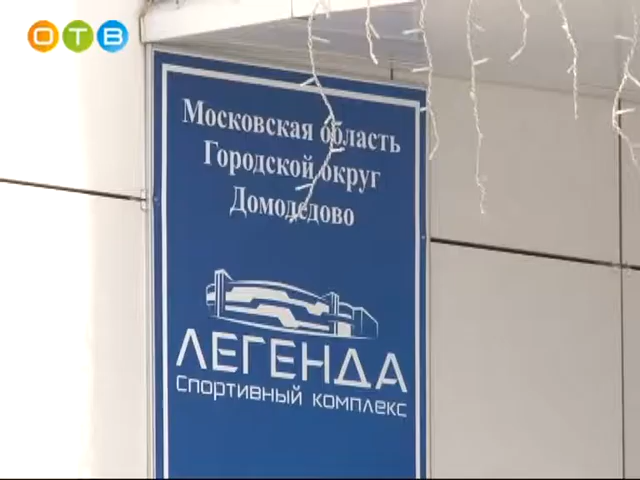 ОТВ
Московская область
Городской округ
Домодедово
ЛЕГЕНДА
Спортивный комплекс